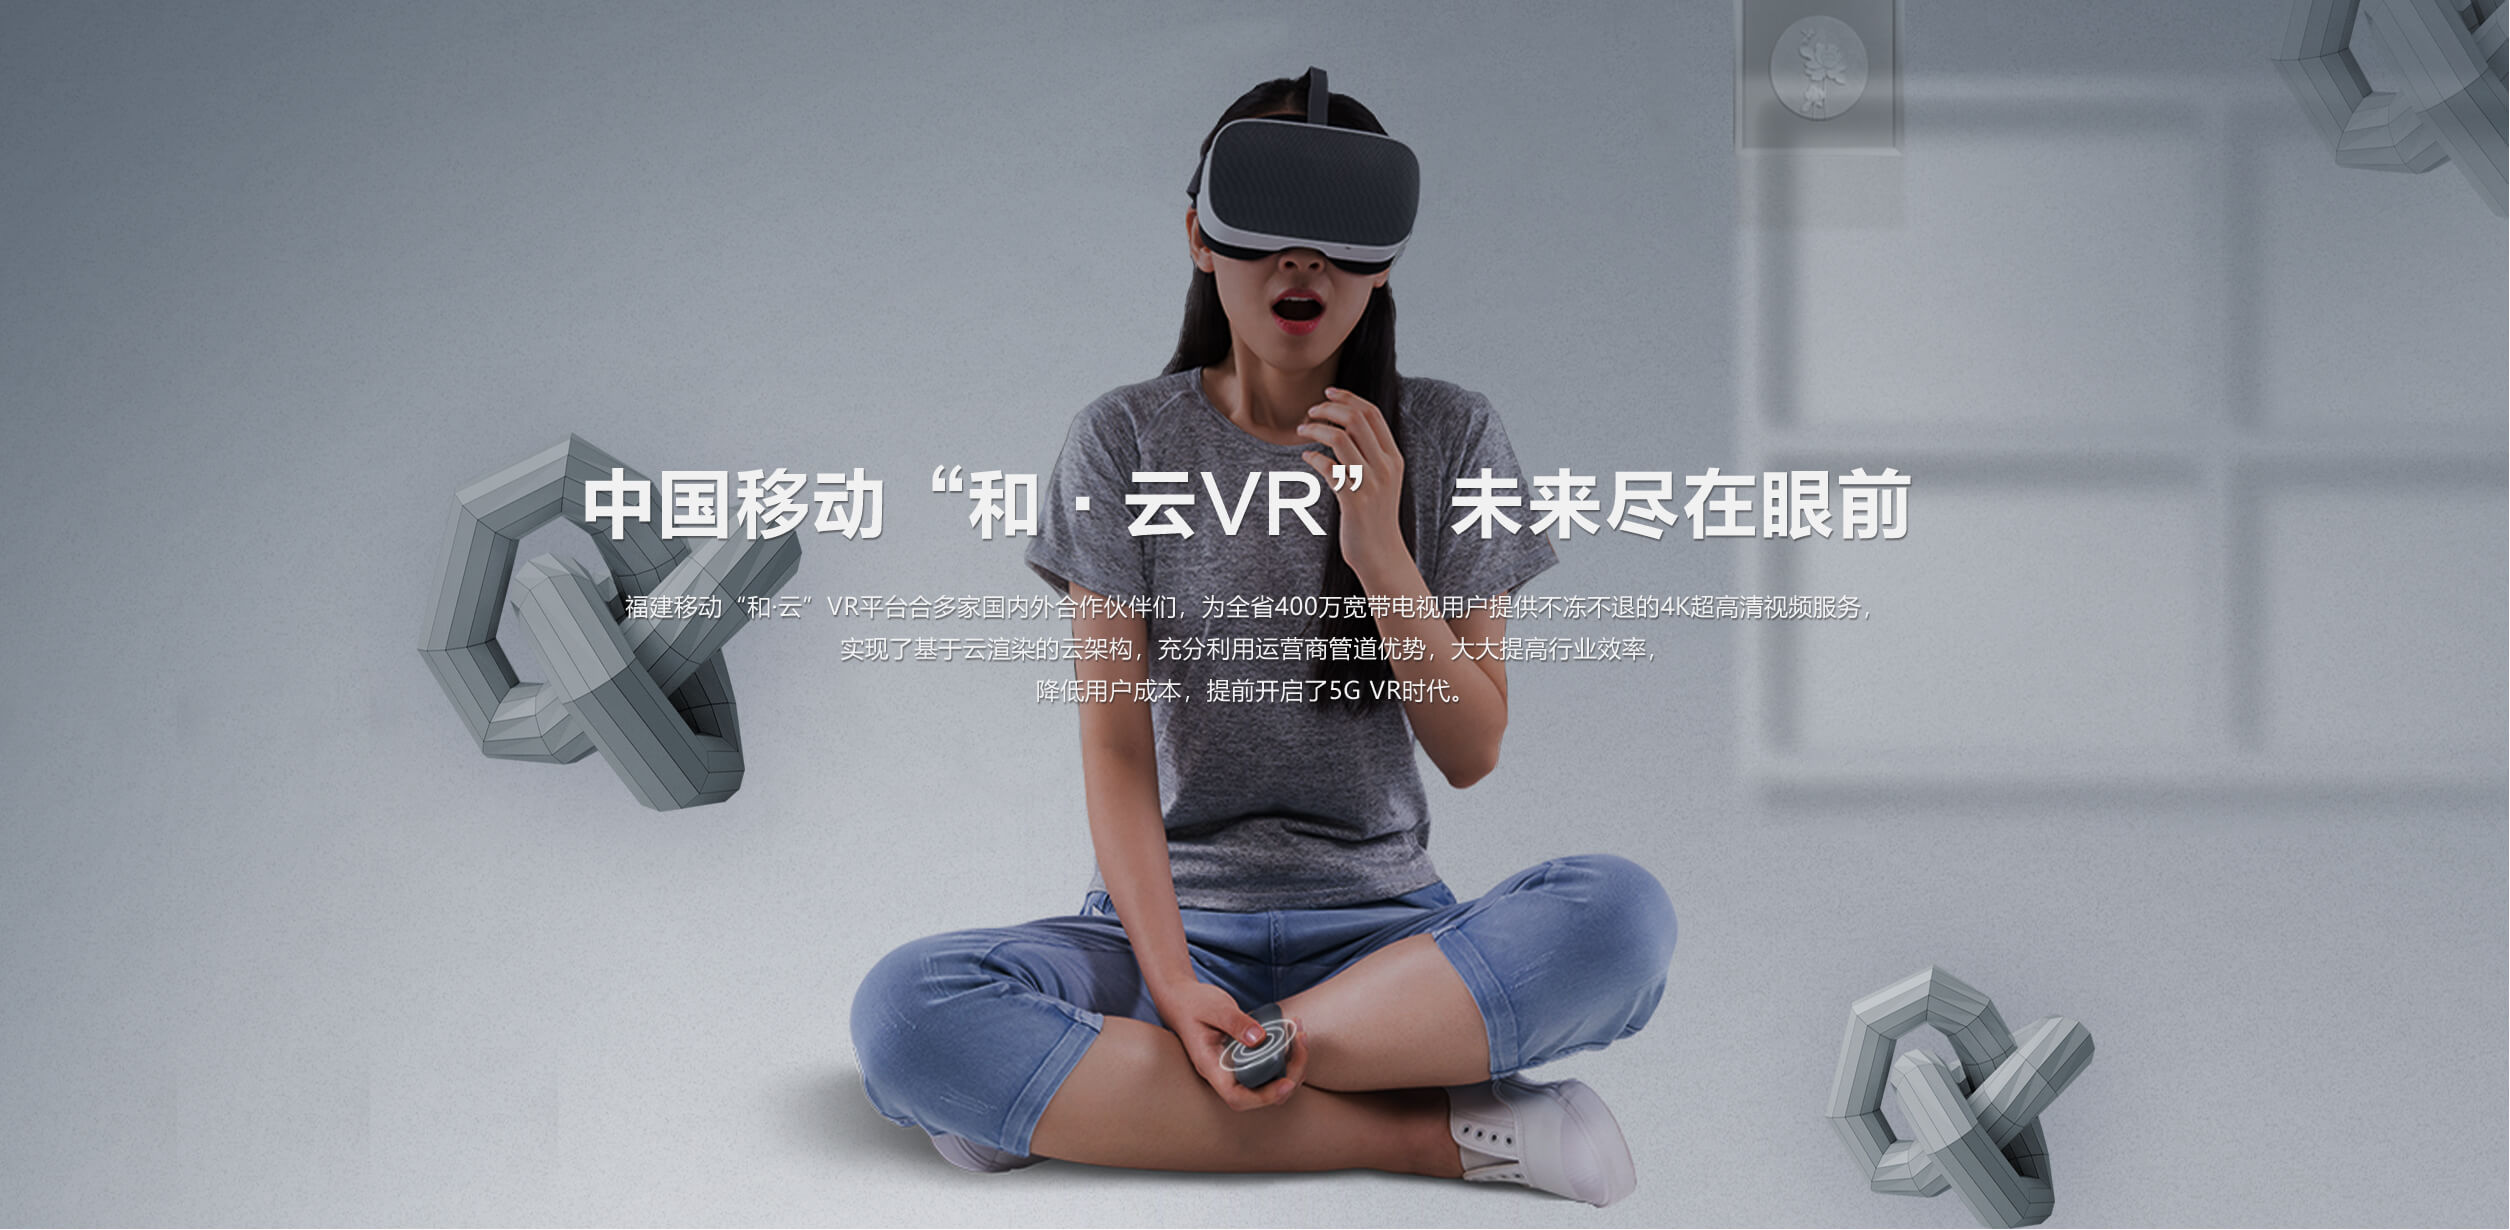 中国移动“和·云VR” 未来尽在眼前
福建移动“和·云”VR平台合多家国内外合作伙伴们，为全省400万宽带电视用户提供不冻不退的4K超高清视频服务，
实现了基于云渲染的云架构，充分利用运营商管道优势，大大提高行业效率，
降低用户成本，提前开启了5G VR时代。